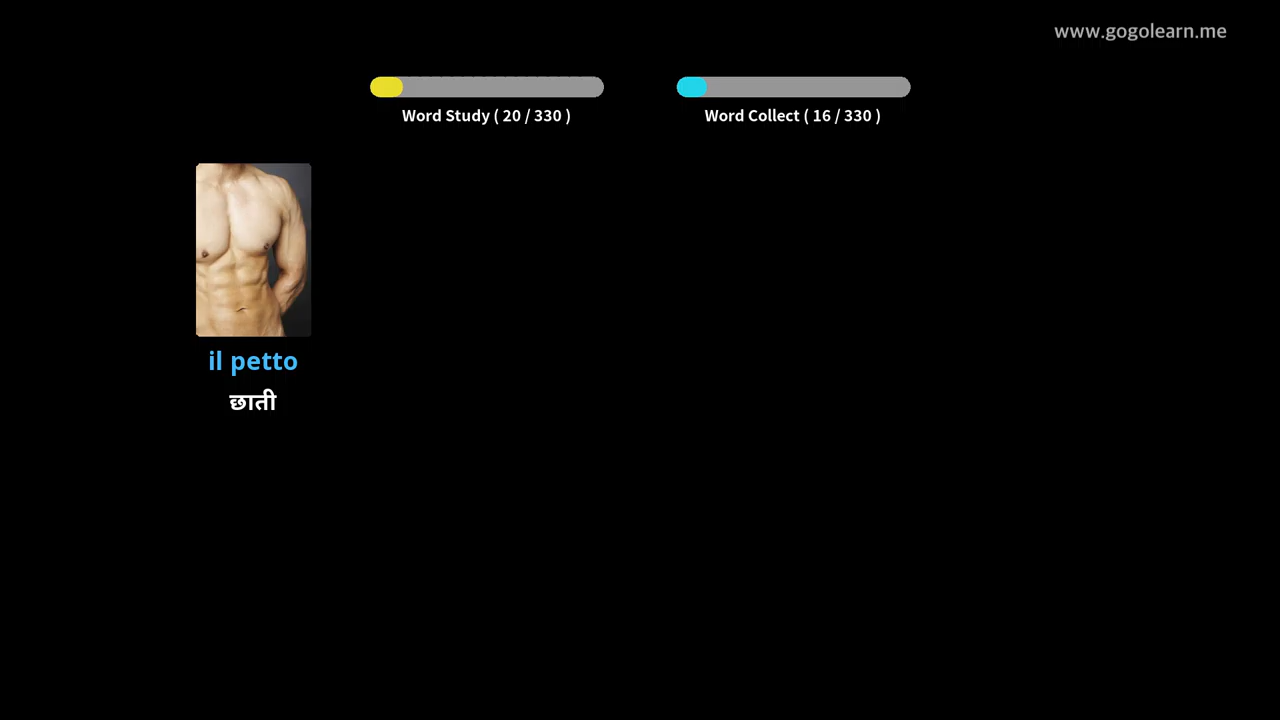 www.gogolearn.me
Word Study ( 20 / 330 )
Word Collect ( 16 / 330 )
il petto
छाती